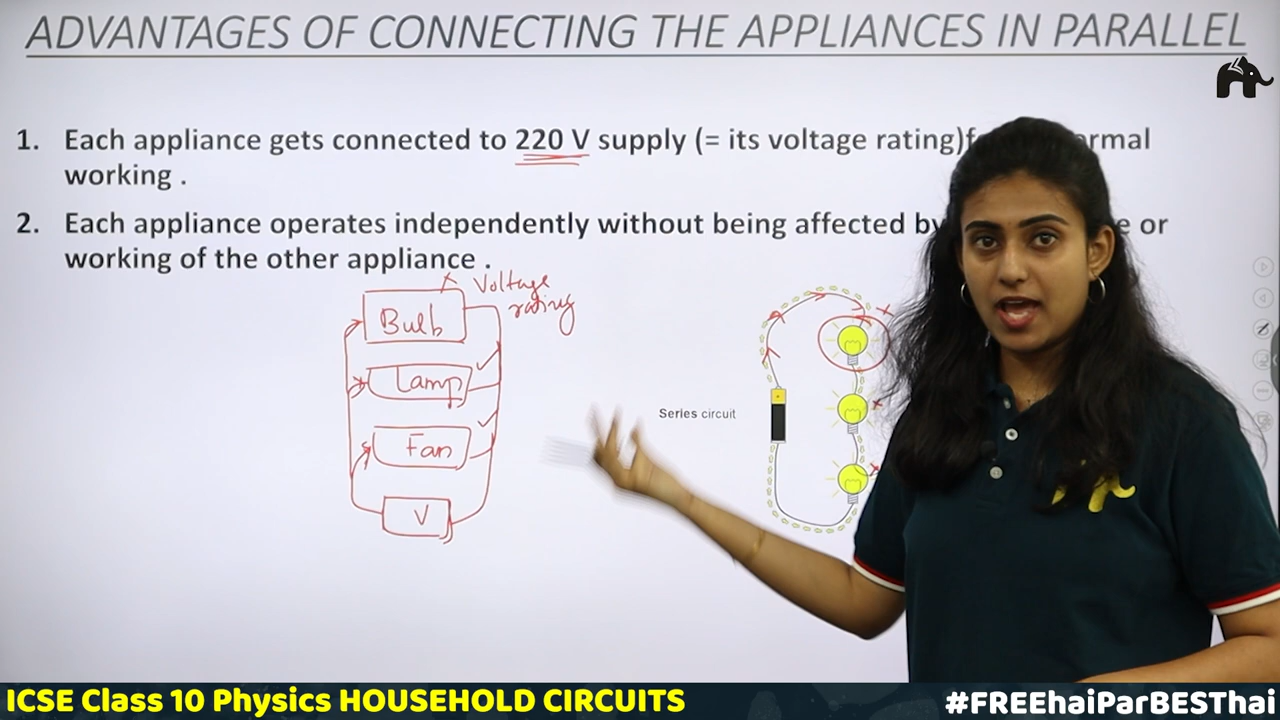 ADVANTAGES OF CONNECTING THE APPLIANCES IN PARALLEL
1. Each appliance gets connected to 220 V supply (= its voltage rating)f rmal
working .
2. Each appliance operates independently without being affected by e or
working of the other appliance .
Voltage
rating
Bulb
Lamp
Fan
V
Series circuit
ICSE Class 10 Physics HOUSEHOLD CIRCUITS
#FREEhaiParBESThai